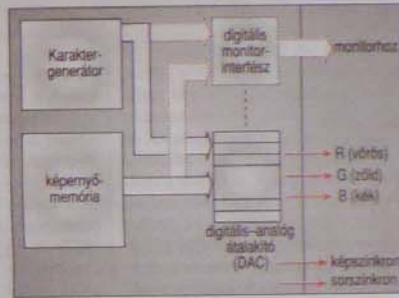 Karakter-
generátor
digitális
monitor-
interfész
monitorhoz
képernyő-
memória
R (vörös)
G (zöld)
B (kék)
digitális–analóg
átalakító
(DAC)
képszinkron
sorszinkron